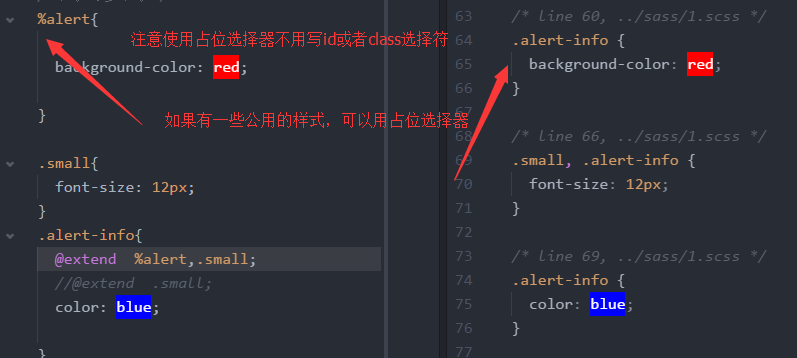 %alert{
注意使用占位选择器不用写id或者class选择符
background-color: red;
}
如果有一些公用的样式，可以用占位选择器
.small{
font-size: 12px;
}
.alert-info{
@extend  %alert,.small;
//@extend  .small;
color: blue;
}
63 /* line 60, ../sass/1.scss */
64 .alert-info {
65 background-color: red;
66 }
67
68 /* line 66, ../sass/1.scss */
69 .small, .alert-info {
70 font-size: 12px;
71 }
72
73 /* line 69, ../sass/1.scss */
74 .alert-info {
75 color: blue;
76 }
77